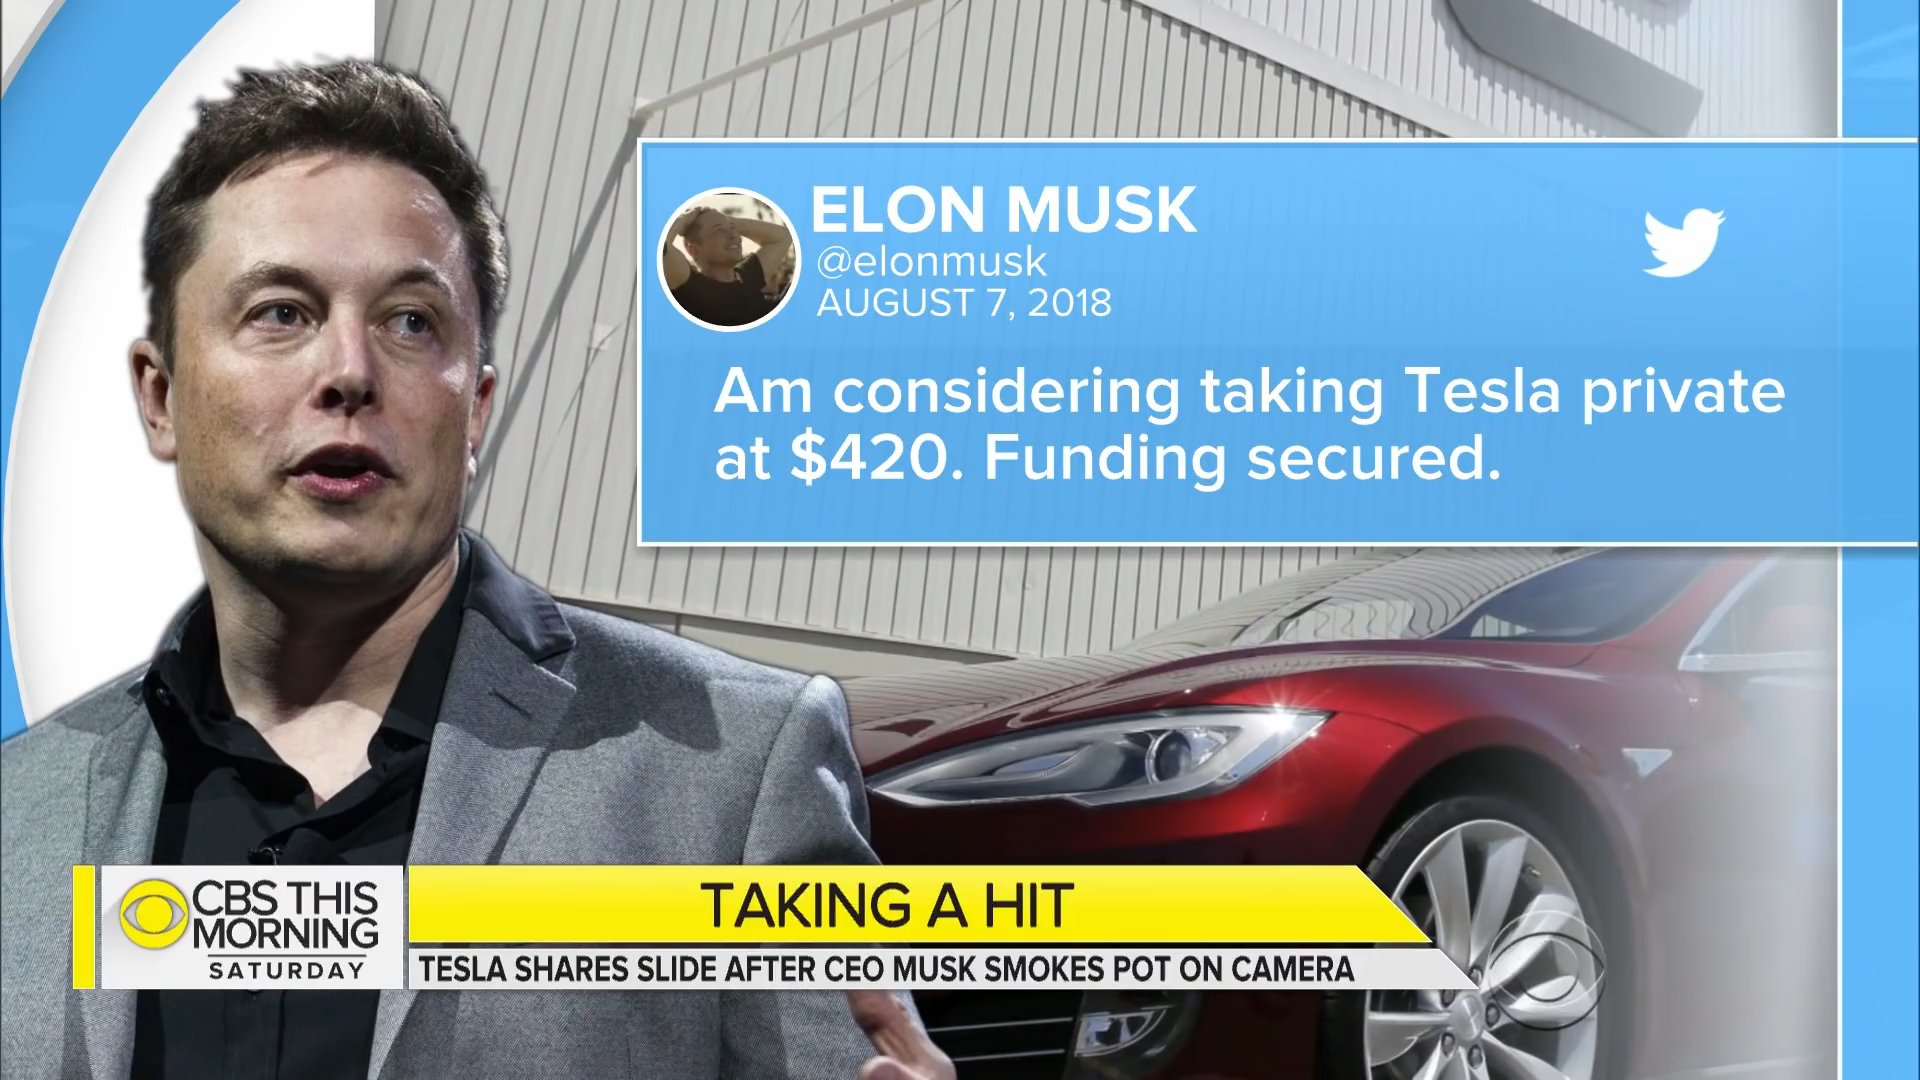 ELON MUSK
@elonmusk
AUGUST 7, 2018
Am considering taking Tesla private
at $420. Funding secured.
CBS THIS
MORNING
SATURDAY
TAKING A HIT
TESLA SHARES SLIDE AFTER CEO MUSK SMOKES POT ON CAMERA